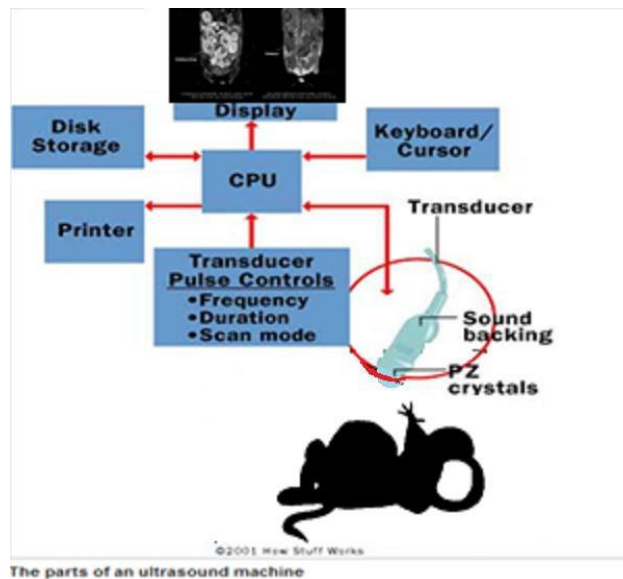 Display
Disk
Storage
Keyboard/
Cursor
CPU
Printer
Transducer
Transducer
Pulse Controls
•Frequency
•Duration
•Scan mode
Sound
backing
PZ
crystals
©2001 How Stuff Works
The parts of an ultrasound machine